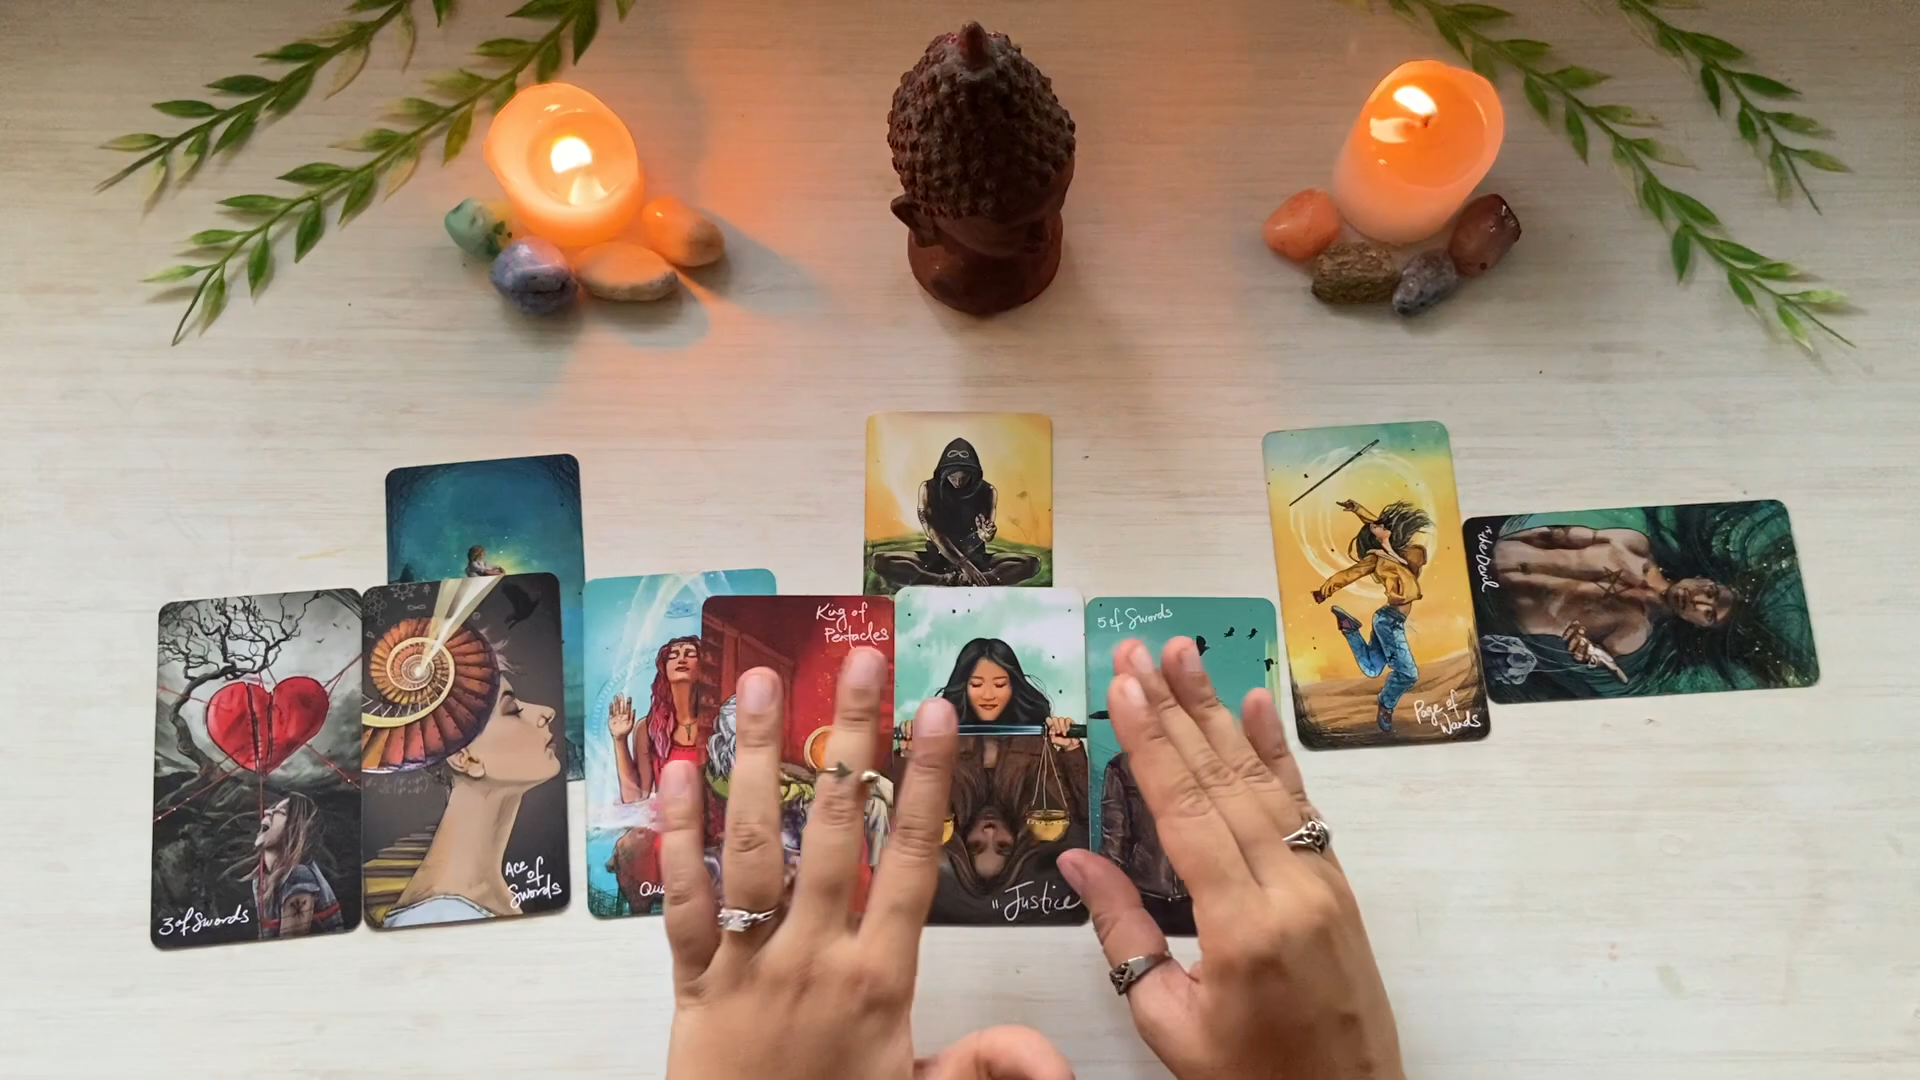 3 of Swords
Ace
of
Swords
King of
Pentacles
" Justice
5 of Swords
Page of
Wands
the Devil